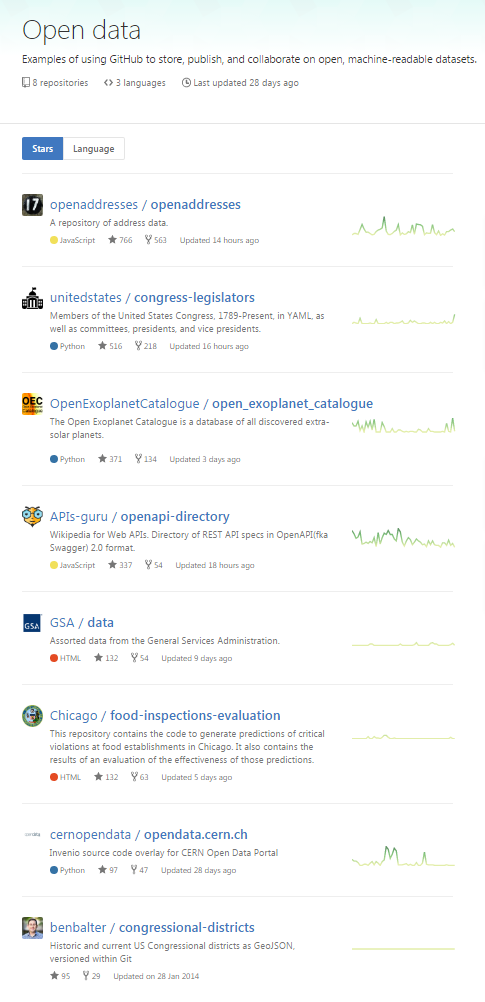 Open data
Examples of using GitHub to store, publish, and collaborate on open, machine-readable datasets.
8 repositories 3 languages Last updated 28 days ago
Stars Language
17
openaddresses / openaddresses
A repository of address data.
JavaScript 766 563 Updated 14 hours ago
unitedstates / congress-legislators
Members of the United States Congress, 1789-Present, in YAML, as
well as committees, presidents, and vice presidents.
Python 516 218 Updated 16 hours ago
OEC
OpenExoplanetCatalogue / open_exoplanet_catalogue
The Open Exoplanet Catalogue is a database of all discovered extra-
solar planets.
Python 371 134 Updated 3 days ago
APIs-guru / openapi-directory
Wikipedia for Web APIs. Directory of REST API specs in OpenAPI(fka
Swagger) 2.0 format.
JavaScript 337 54 Updated 18 hours ago
GSA
GSA / data
Assorted data from the General Services Administration.
HTML 132 54 Updated 9 days ago
Chicago / food-inspections-evaluation
This repository contains the code to generate predictions of critical
violations at food establishments in Chicago. It also contains the
results of an evaluation of the effectiveness of those predictions.
HTML 132 63 Updated 5 days ago
cernopendata / opendata.cern.ch
Invenio source code overlay for CERN Open Data Portal
Python 97 47 Updated 28 days ago
benbalter / congressional-districts
Historic and current US Congressional districts as GeoJSON,
versioned within Git
95 29 Updated on 28 Jan 2014